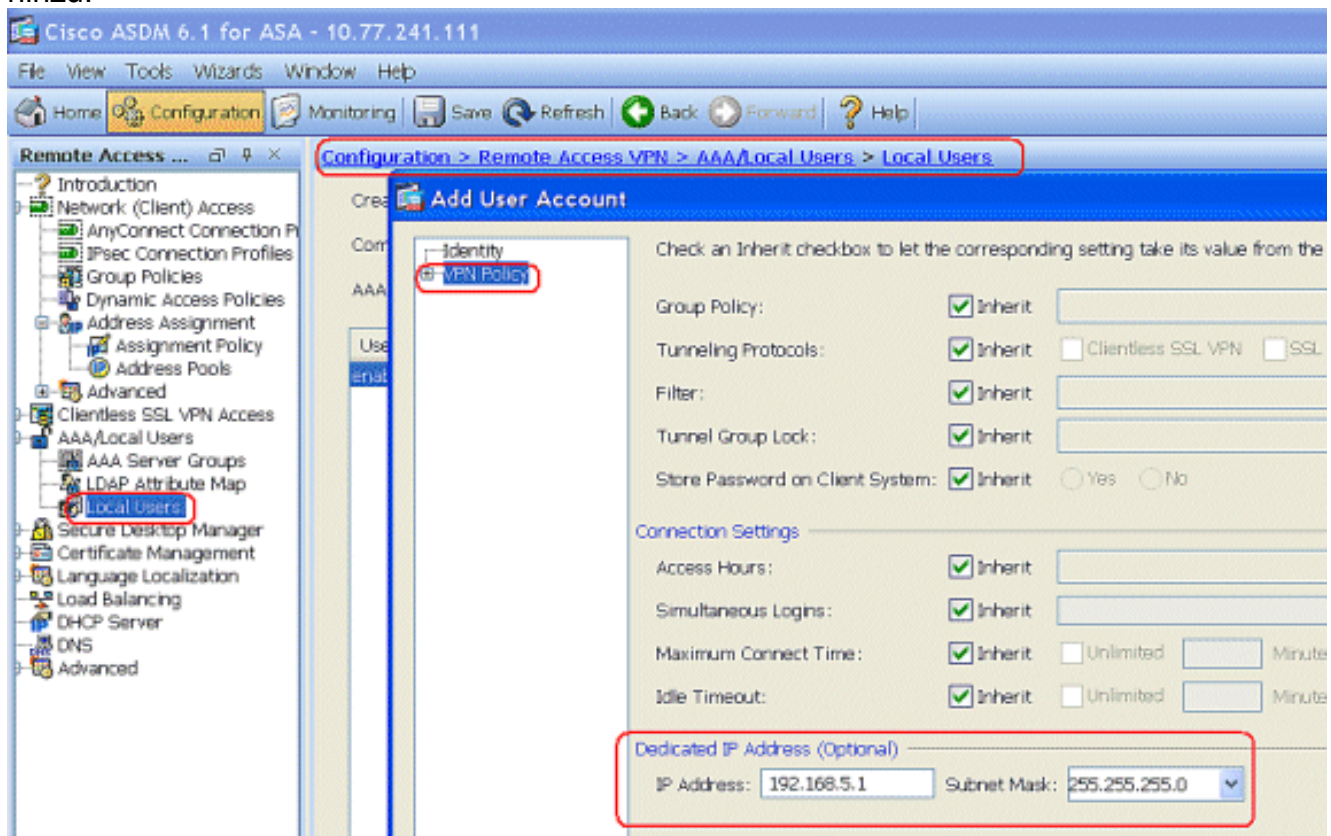 Cisco ASDM 6.1 for ASA - 10.77.241.111
File View Tools Wizards Window Help
Home Configuration Monitoring Save Refresh Back Forward Help
Remote Access ...
Introduction
Network (Client) Access
AnyConnect Connection P
IPsec Connection Profiles
Group Policies
Dynamic Access Policies
Address Assignment
Assignment Policy
Address Pools
Advanced
Clientless SSL VPN Access
AAA/Local Users
AAA Server Groups
LDAP Attribute Map
Local Users
Secure Desktop Manager
Certificate Management
Language Localization
Load Balancing
DHCP Server
DNS
Advanced
Configuration > Remote Access VPN > AAA/Local Users > Local Users
Crea
Com
AAA
Use
enab
Add User Account
Identity
VPN Policy
Check an Inherit checkbox to let the corresponding setting take its value from the
Group Policy: Inherit
Tunneling Protocols: Inherit Clientless SSL VPN SSL
Filter: Inherit
Tunnel Group Lock: Inherit
Store Password on Client System: Inherit Yes No
Connection Settings
Access Hours: Inherit
Simultaneous Logins: Inherit
Maximum Connect Time: Inherit Unlimited Minute
Idle Timeout: Inherit Unlimited Minute
Dedicated IP Address (Optional)
IP Address: 192.168.5.1 Subnet Mask: 255.255.255.0